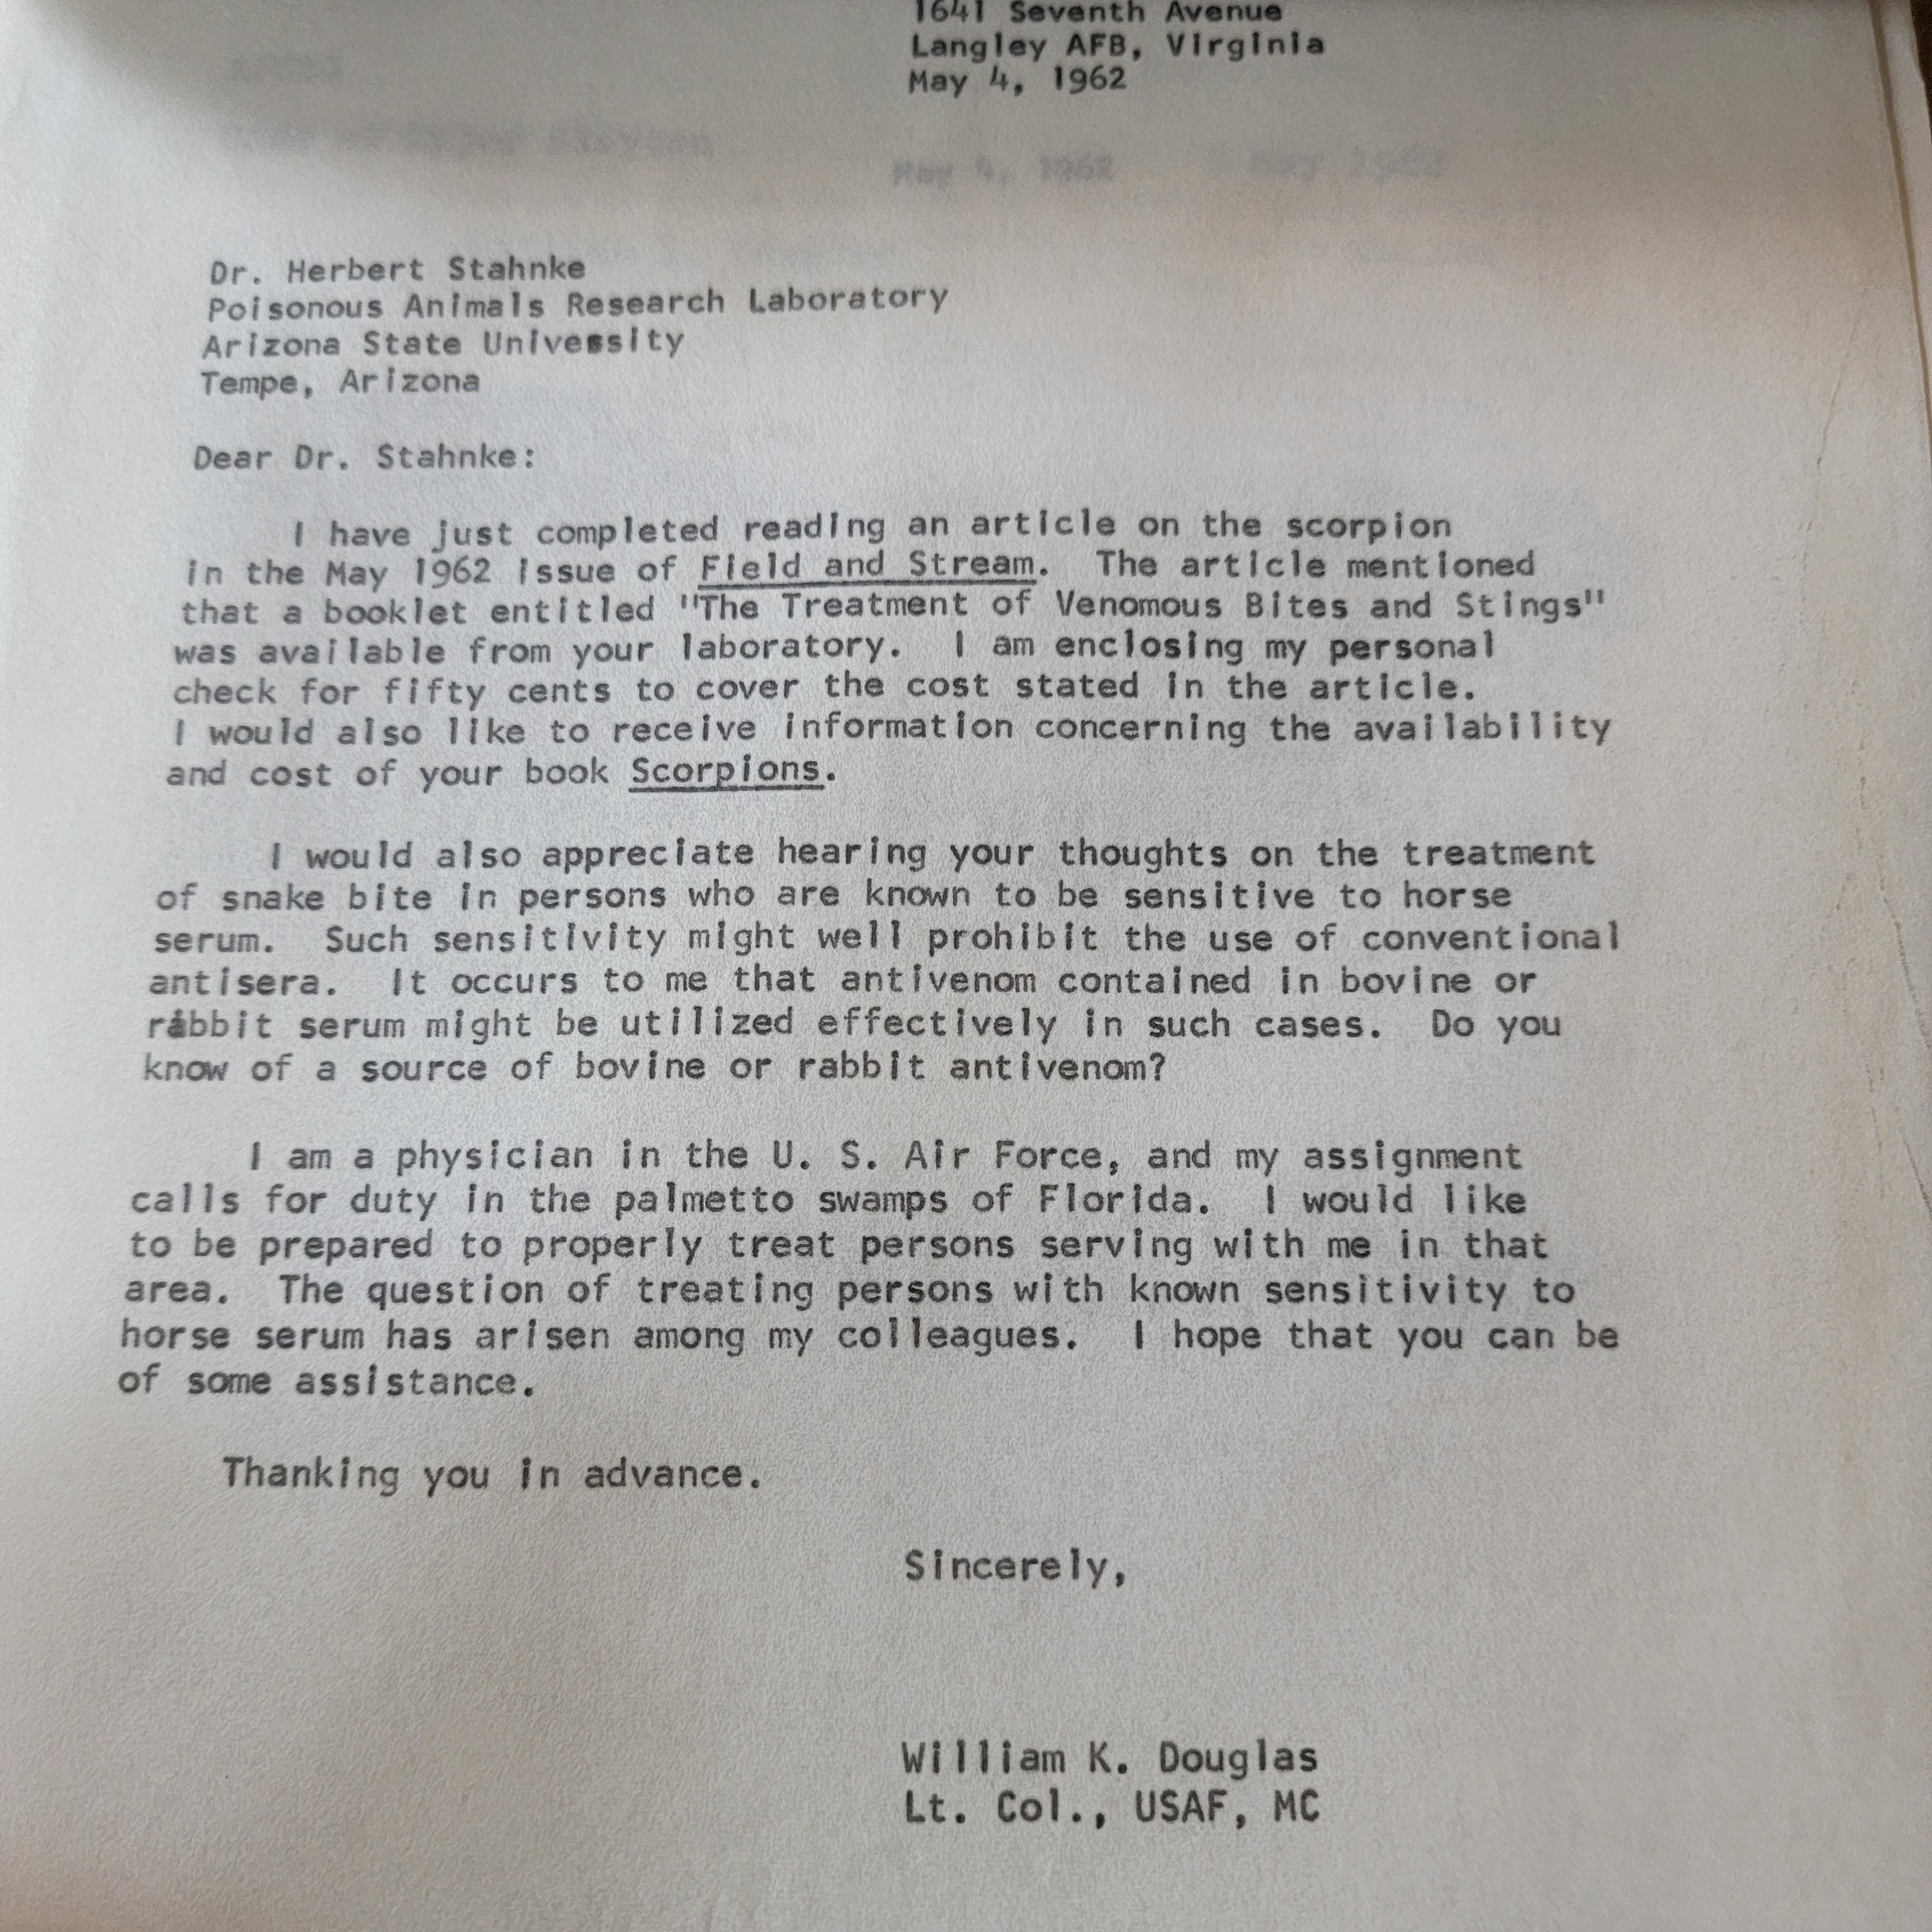 1641 Seventh Avenue
Langley AFB, Virginia
May 4, 1962
May 4, 1962
Dr. Herbert Stahnke
Poisonous Animals Research Laboratory
Arizona State University
Tempe, Arizona
Dear Dr. Stahnke:
I have just completed reading an article on the scorpion
in the May 1962 issue of Field and Stream. The article mentioned
that a booklet entitled "The Treatment of Venomous Bites and Stings"
was available from your laboratory. I am enclosing my personal
check for fifty cents to cover the cost stated in the article.
I would also like to receive information concerning the availability
and cost of your book Scorpions.
I would also appreciate hearing your thoughts on the treatment
of snake bite in persons who are known to be sensitive to horse
serum. Such sensitivity might well prohibit the use of conventional
antisera. It occurs to me that antivenom contained in bovine or
rabbit serum might be utilized effectively in such cases. Do you
know of a source of bovine or rabbit antivenom?
I am a physician in the U. S. Air Force, and my assignment
calls for duty in the palmetto swamps of Florida. I would like
to be prepared to properly treat persons serving with me in that
area. The question of treating persons with known sensitivity to
horse serum has arisen among my colleagues. I hope that you can be
of some assistance.
Thanking you in advance.
Sincerely,
William K. Douglas
Lt. Col., USAF, MC